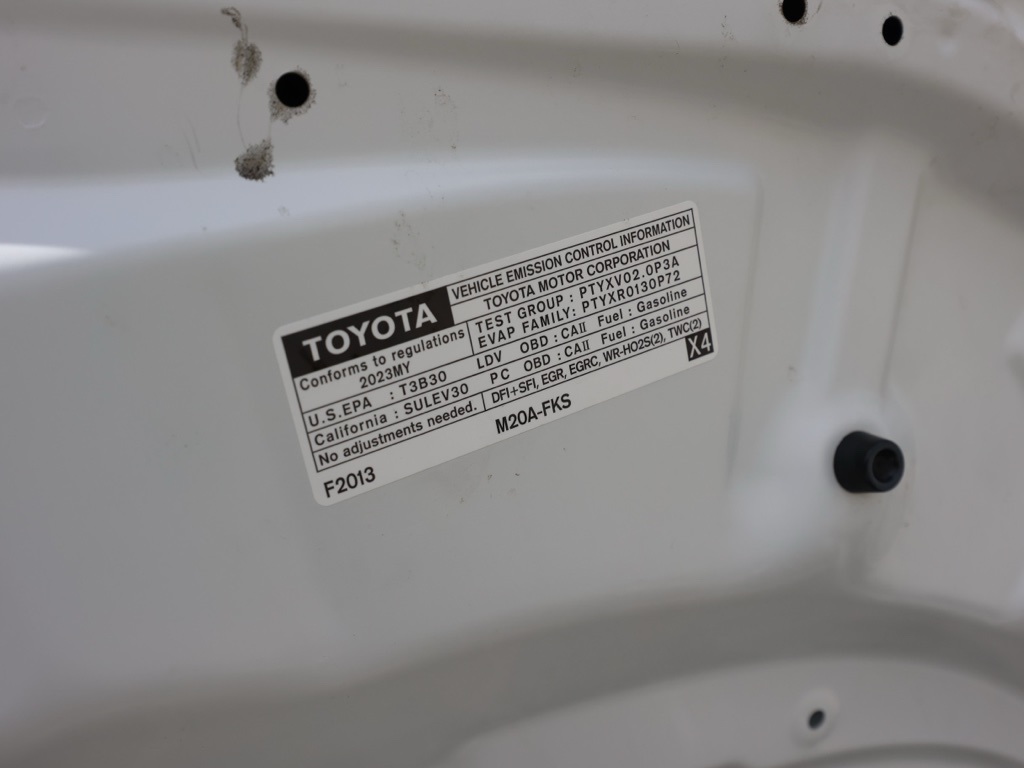 TOYOTA
VEHICLE EMISSION CONTROL INFORMATION
TOYOTA MOTOR CORPORATION
Conforms to regulations
2023MY
TEST GROUP : PTYXV02.0P3A
EVAP FAMILY: PTYXR0130P72
U.S.EPA : T3B30 LDV OBD : CAII Fuel : Gasoline
California : SULEV30 PC OBD : CAII Fuel : Gasoline
No adjustments needed. DFI+SFI, EGR, EGRC, WR-HO2S(2), TWC(2)
X4
F2013 M20A-FKS